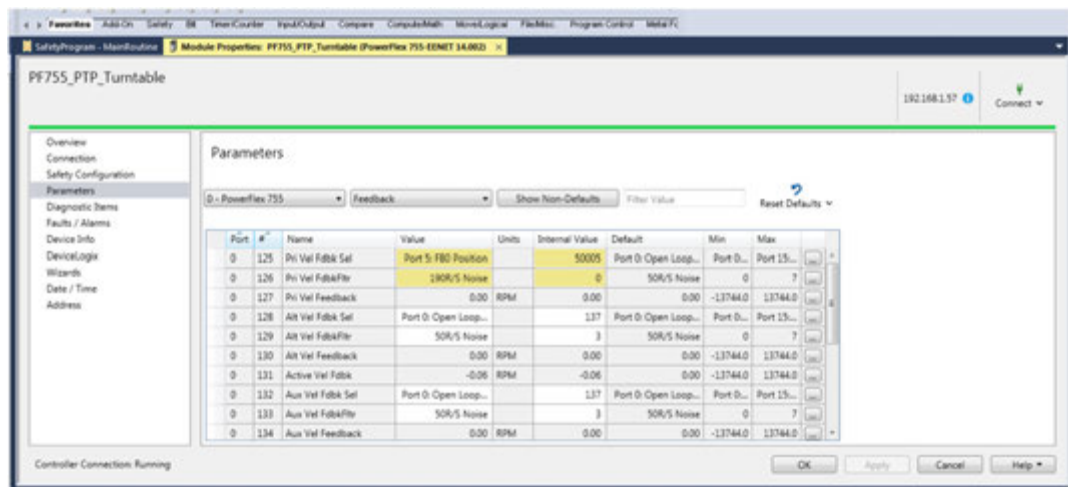 Favorites Add-On Safety Bit Timer/Counter Input/Output Compare Compute/Math Move/Logical File/Misc. Program Control
SafetyProgram - MainRoutine Module Properties: PF755_PTP_Turntable (PowerFlex 755-EENET 14.002) ×
PF755_PTP_Turntable
192.168.1.57 Connect
Overview
Connection
Safety Configuration
Parameters
Diagnostic Items
Faults / Alarms
Device Info
DeviceLogix
Wizards
Date / Time
Address
Parameters
0 - PowerFlex 755 Feedback Show Non-Defaults Filter Value Reset Defaults
Port # Name Value Units Internal Value Default Min Max
0 125 Pri Vel Fdbk Sel Port 5: FB0 Position 50005 Port 0: Open Loop... Port 0... Port 15:... ...
0 126 Pri Vel FdbkFltr 190R/S Noise 0 50R/S Noise 0 7 ...
0 127 Pri Vel Feedback 0.00 RPM 0.00 0.00 -13744.0 13744.0 ...
0 128 Alt Vel Fdbk Sel Port 0: Open Loop... 137 Port 0: Open Loop... Port 0... Port 15:... ...
0 129 Alt Vel FdbkFltr 50R/S Noise 3 50R/S Noise 0 7 ...
0 130 Alt Vel Feedback 0.00 RPM 0.00 0.00 -13744.0 13744.0 ...
0 131 Active Vel Fdbk -0.06 RPM -0.06 0.00 -13744.0 13744.0 ...
0 132 Aux Vel Fdbk Sel Port 0: Open Loop... 137 Port 0: Open Loop... Port 0... Port 15:... ...
0 133 Aux Vel FdbkFltr 50R/S Noise 3 50R/S Noise 0 7 ...
0 134 Aux Vel Feedback 0.00 RPM 0.00 0.00 -13744.0 13744.0 ...
Controller Connection: Running OK Apply Cancel Help